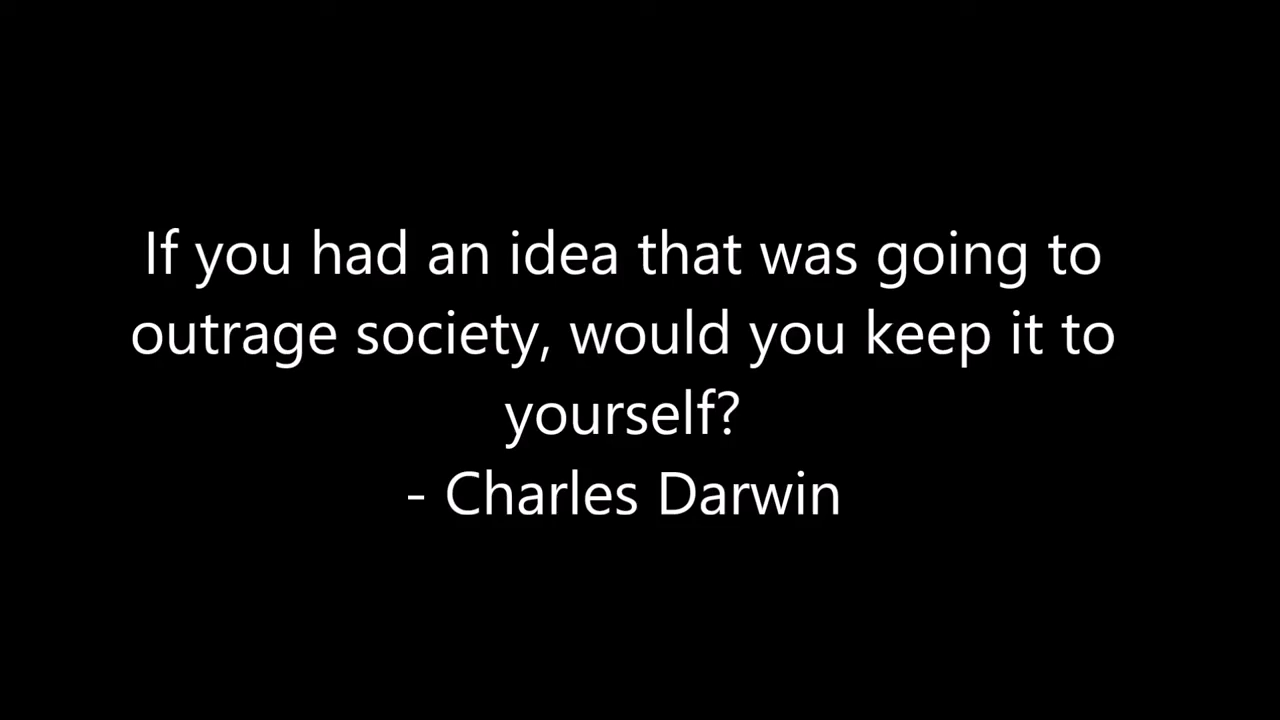 If you had an idea that was going to
outrage society, would you keep it to
yourself?
- Charles Darwin